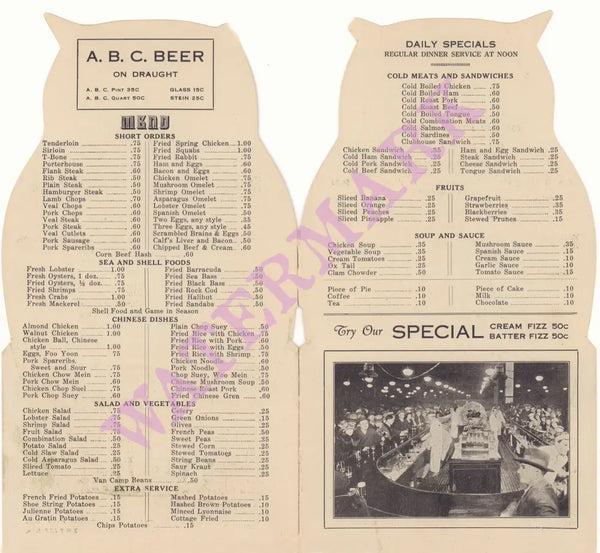 A. B. C. BEER
ON DRAUGHT
A. B. C. PINT 35C
A. B. C. QUART 50C
GLASS 15C
STEIN 25C
MENU
SHORT ORDERS
Tenderloin .75
Sirloin .75
T-Bone .75
Porterhouse .75
Flank Steak .60
Rib Steak .60
Plain Steak .50
Hamburger Steak .50
Lamb Chops .70
Veal Chops .60
Pork Chops .60
Veal Steak .60
Pork Steak .60
Veal Cutlets .60
Pork Sausage .60
Pork Spareribs .60
Fried Spring Chicken 1.00
Fried Squabs 1.00
Fried Rabbit .75
Ham and Eggs .60
Bacon and Eggs .60
Chicken Omelet .75
Mushroom Omelet .75
Shrimp Omelet .75
Asparagus Omelet .75
Lobster Omelet .75
Spanish Omelet .50
Two Eggs, any style .35
Three Eggs, any style .45
Scrambled Brains & Eggs .50
Calf's Liver and Bacon .50
Chipped Beef & Cream .60
Corn Beef Hash .60
SEA AND SHELL FOODS
Fresh Lobster 1.00
Fresh Oysters, 1 doz. .75
Fried Oysters, ½ doz. .75
Fried Shrimps .75
Fresh Crabs 1.00
Fresh Mackerel .50
Fried Barracuda .50
Fried Sea Bass .50
Fried Black Bass .50
Fried Rock Cod .50
Fried Halibut .50
Fried Sandabs .50
Shell Food and Game in Season
CHINESE DISHES
Almond Chicken 1.00
Walnut Chicken 1.00
Chicken Ball, Chinese
style 1.00
Eggs, Foo Yoon .75
Pork Spareribs,
Sweet and Sour .75
Chicken Chow Mein .75
Pork Chow Mein .60
Chicken Chop Suel .75
Pork Chop Suey .60
Plain Chop Suey
Fried Rice with Chicken .75
Fried Rice with Pork .60
Fried Rice with Eggs .50
Fried Rice with Shrimp .75
Chicken Noodle .60
Pork Noodle .50
Chop Suey, Woo Mein .75
Chinese Mushroom Soup .50
Chinese Roast Pork .60
Fried Chinese Gren .60
SALAD AND VEGETABLES
Chicken Salad .75
Lobster Salad .75
Shrimp Salad .75
Fruit Salad .75
Combination Salad .50
Potato Salad .25
Cold Slaw Salad .25
Cold Asparagus Salad .50
Sliced Tomato .25
Lettuce .25
Celery .25
Green Onions .15
Olives .25
French Peas .50
Sweet Peas .35
Stewed Corn .25
Stewed Tomatoes .25
String Beans .25
Saur Kraut .25
Spinach .25
Van Camp Beans .50
EXTRA SERVICE
French Fried Potatoes .15
Shoe String Potatoes .15
Julienne Potatoes .15
Au Gratin Potatoes .15
Mashed Potatoes .15
Hashed Brown Potatoes .10
Minced Lyonnaise .10
Cottage Fried .10
Chips Potatoes .15
DAILY SPECIALS
REGULAR DINNER SERVICE AT NOON
COLD MEATS AND SANDWICHES
Cold Boiled Chicken .75
Cold Boiled Ham .60
Cold Roast Pork .60
Cold Roast Beef .50
Cold Boiled Tongue .50
Cold Combination Meats .60
Cold Salmon .60
Cold Sardines .50
Clubhouse Sandwich .75
Chicken Sandwich .35
Cold Ham Sandwich .25
Cold Pork Sandwich .25
Cold Beef Sandwich .25
Ham and Egg Sandwich .25
Steak Sandwich .25
Cheese Sandwich .25
Tongue Sandwich .25
FRUITS
Sliced Banana .25
Sliced Orange .25
Sliced Peaches .25
Sliced Pineapple .25
Grapefruit .25
Strawberries .35
Blackberries .35
Stewed Prunes .15
SOUP AND SAUCE
Chicken Soup .35
Vegetable Soup .35
Cream Tomatoes .25
Ox Tail .25
Clam Chowder .50
Mushroom Sauce .35
Spanish Sauce .15
Cream Sauce .10
Garlic Sauce .10
Tomato Sauce .15
Piece of Pie .10
Coffee .10
Tea .10
Piece of Cake .10
Milk .10
Chocolate .10
Try Our SPECIAL
CREAM FIZZ 50c
BATTER FIZZ 50c
WATERMARK